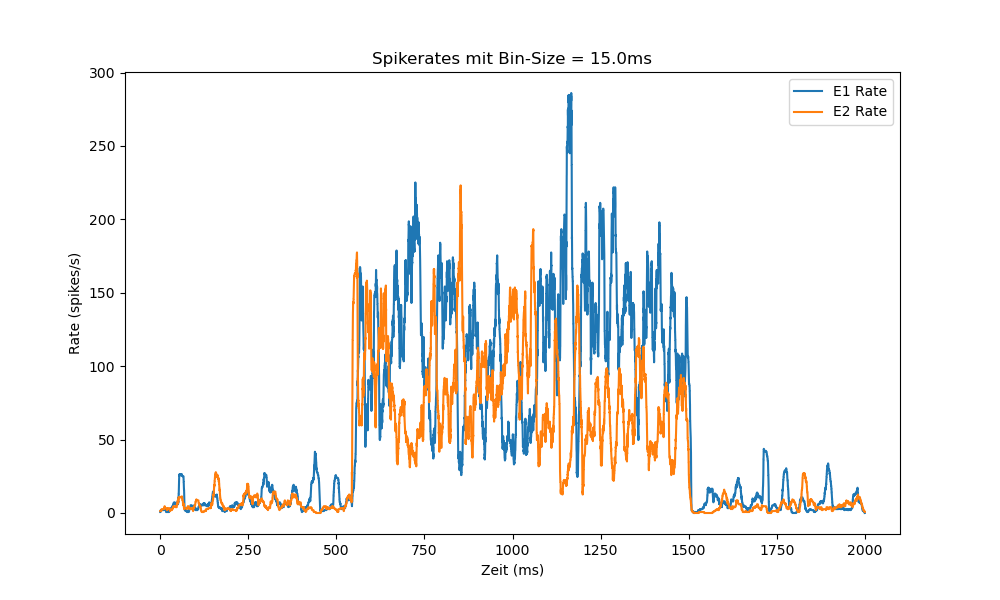 Spikerates mit Bin-Size = 15.0ms
E1 Rate
E2 Rate
Rate (spikes/s)
300
250
200
150
100
50
0
0 250 500 750 1000 1250 1500 1750 2000
Zeit (ms)